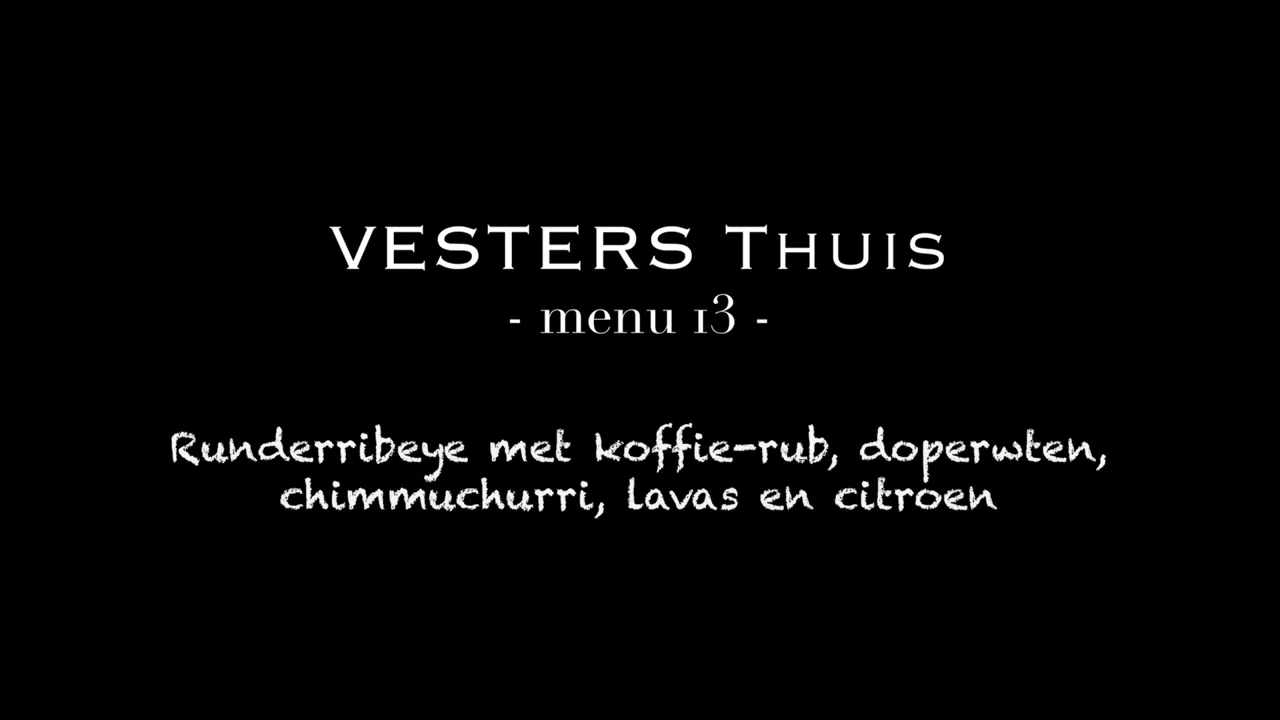 VESTERS THUIS
- menu 13 -
Runderribeye met koffie-rub, doperwten,
chimmuchurri, lavas en citroen